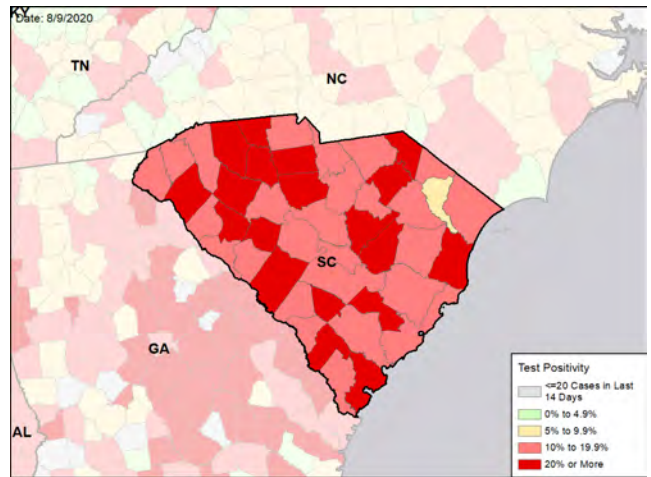 KY
Date: 8/9/2020
TN
NC
SC
GA
AL
Test Positivity
<=20 Cases in Last
14 Days
0% to 4.9%
5% to 9.9%
10% to 19.9%
20% or More